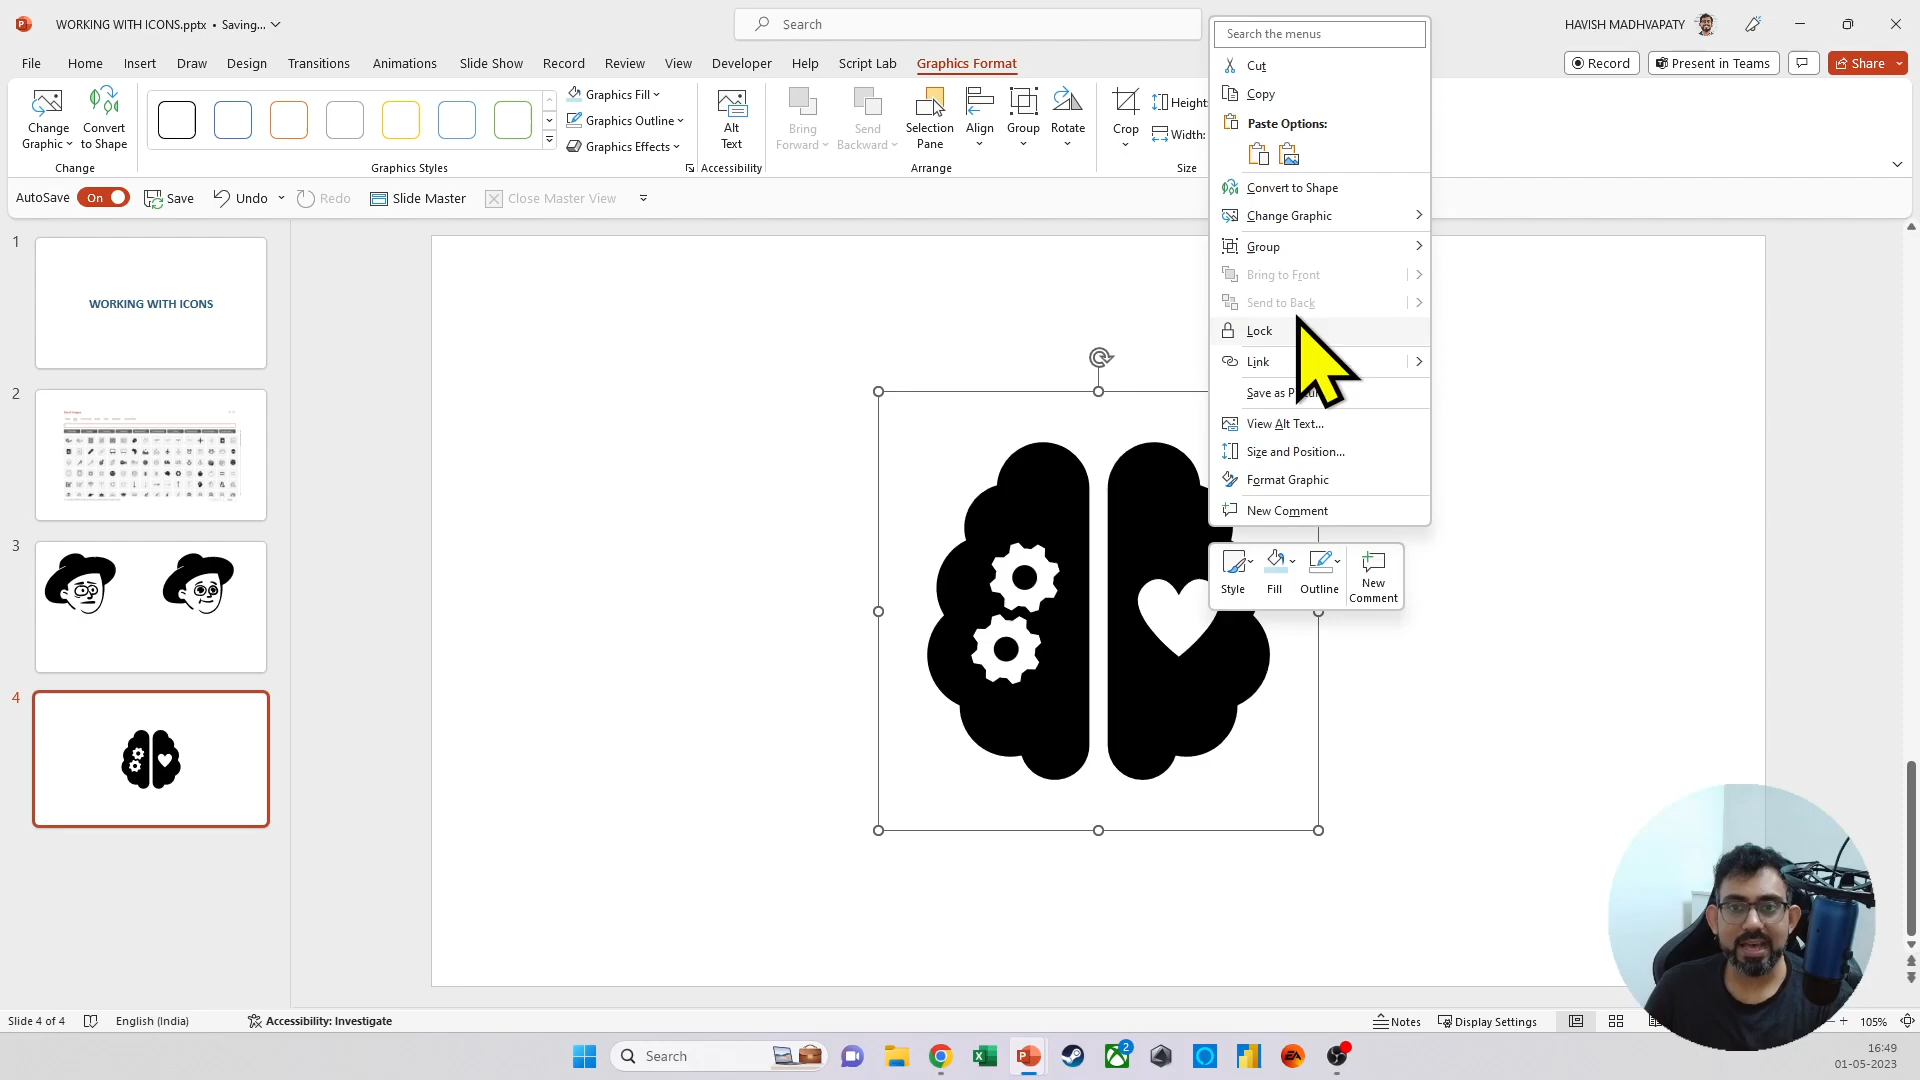 WORKING WITH ICONS.pptx • Saving...
Search
HAVISH MADHVAPATY
File Home Insert Draw Design Transitions Animations Slide Show Record Review View Developer Help Script Lab Graphics Format
Record
Present in Teams
Share
Change Graphic
Convert to Shape
Change
Graphics Styles
Graphics Fill
Graphics Outline
Graphics Effects
Alt Text
Accessibility
Bring Forward
Send Backward
Selection Pane
Align
Group
Rotate
Arrange
Crop
Height
Width:
Size
AutoSave On Save Undo Redo Slide Master Close Master View
1
WORKING WITH ICONS
2
3
4
Search the menus
Cut
Copy
Paste Options:
Convert to Shape
Change Graphic
Group
Bring to Front
Send to Back
Lock
Link
Save as
View Alt Text...
Size and Position...
Format Graphic
New Comment
Style
Fill
Outline
New Comment
Slide 4 of 4
English (India)
Accessibility: Investigate
Notes
Display Settings
105%
Search
2
16:49
01-05-2023